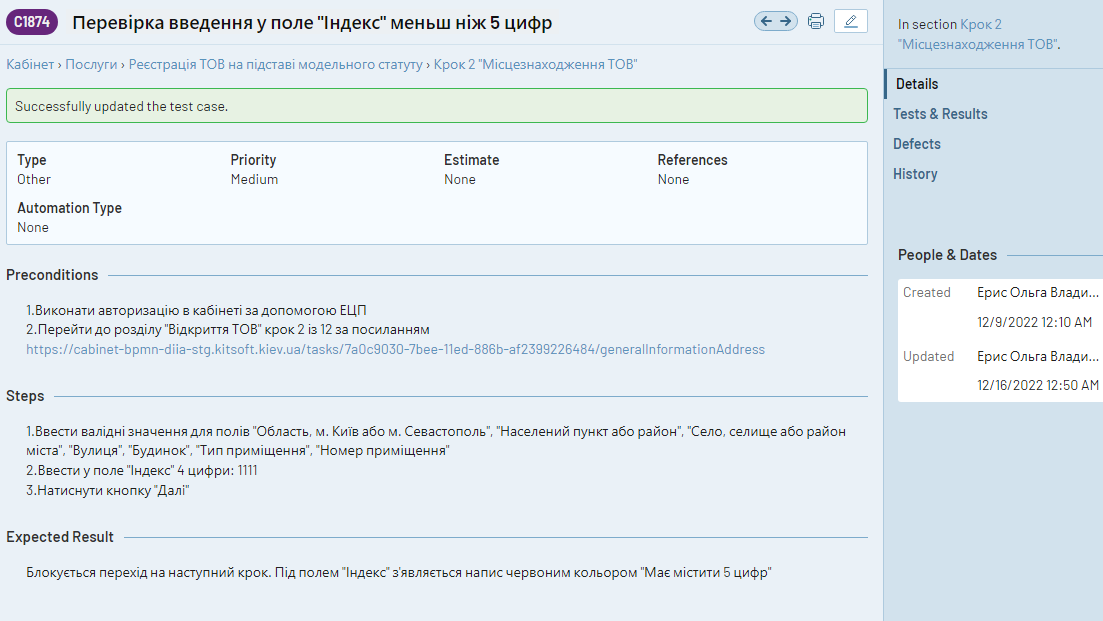 C1874
Перевірка введення у поле "Індекс" меньш ніж 5 цифр
Кабінет › Послуги › Реєстрація ТОВ на підставі модельного статуту › Крок 2 "Місцезнаходження ТОВ"
Successfully updated the test case.
Type
Other
Priority
Medium
Estimate
None
References
None
Automation Type
None
Preconditions
1.Виконати авторизацію в кабінеті за допомогою ЕЦП
2.Перейти до розділу "Відкриття ТОВ" крок 2 із 12 за посиланням
https://cabinet-bpmn-diia-stg.kitsoft.kiev.ua/tasks/7a0c9030-7bee-11ed-886b-af2399226484/generalInformationAddress
Steps
1.Ввести валідні значення для полів "Область, м. Київ або м. Севастополь", "Населений пункт або район", "Село, селище або район
міста", "Вулиця", "Будинок", "Тип приміщення", "Номер приміщення"
2.Ввести у поле "Індекс" 4 цифри: 1111
3.Натиснути кнопку "Далі"
Expected Result
Блокується перехід на наступний крок. Під полем "Індекс" з'являється напис червоним кольором "Має містити 5 цифр"
In section Крок 2
"Місцезнаходження ТОВ".
Details
Tests & Results
Defects
History
People & Dates
Created
Ерис Ольга Влади...
12/9/2022 12:10 AM
Updated
Ерис Ольга Влади...
12/16/2022 12:50 AM